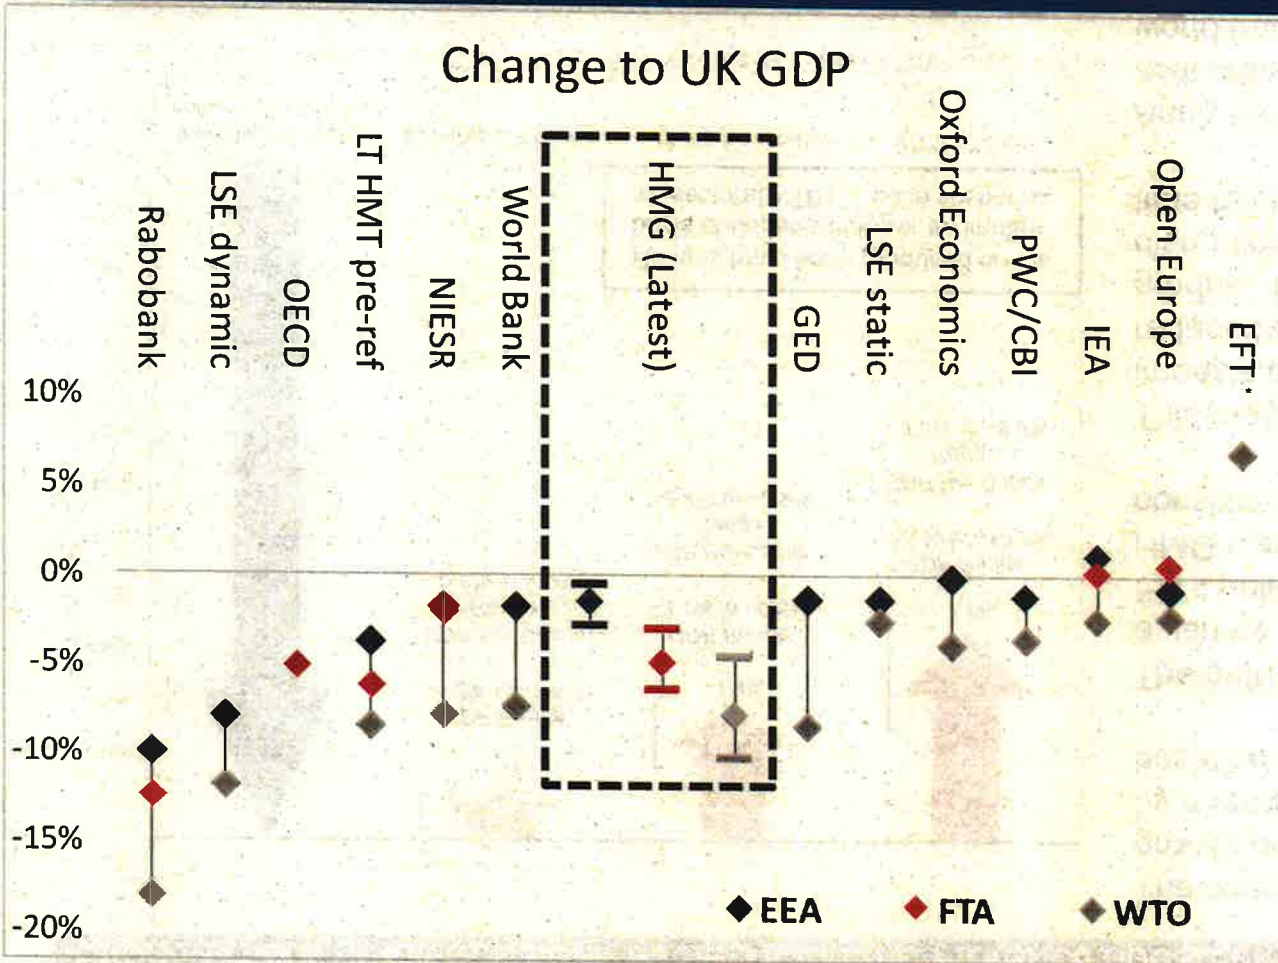 Change to UK GDP
Rabobank
LSE dynamic
OECD
LT HMT pre-ref
NIESR
World Bank
HMG (Latest)
GED
LSE static
Oxford Economics
PWC/CBI
IEA
Open Europe
EFT
10%
5%
0%
-5%
-10%
-15%
-20%
EEA
FTA
WTO